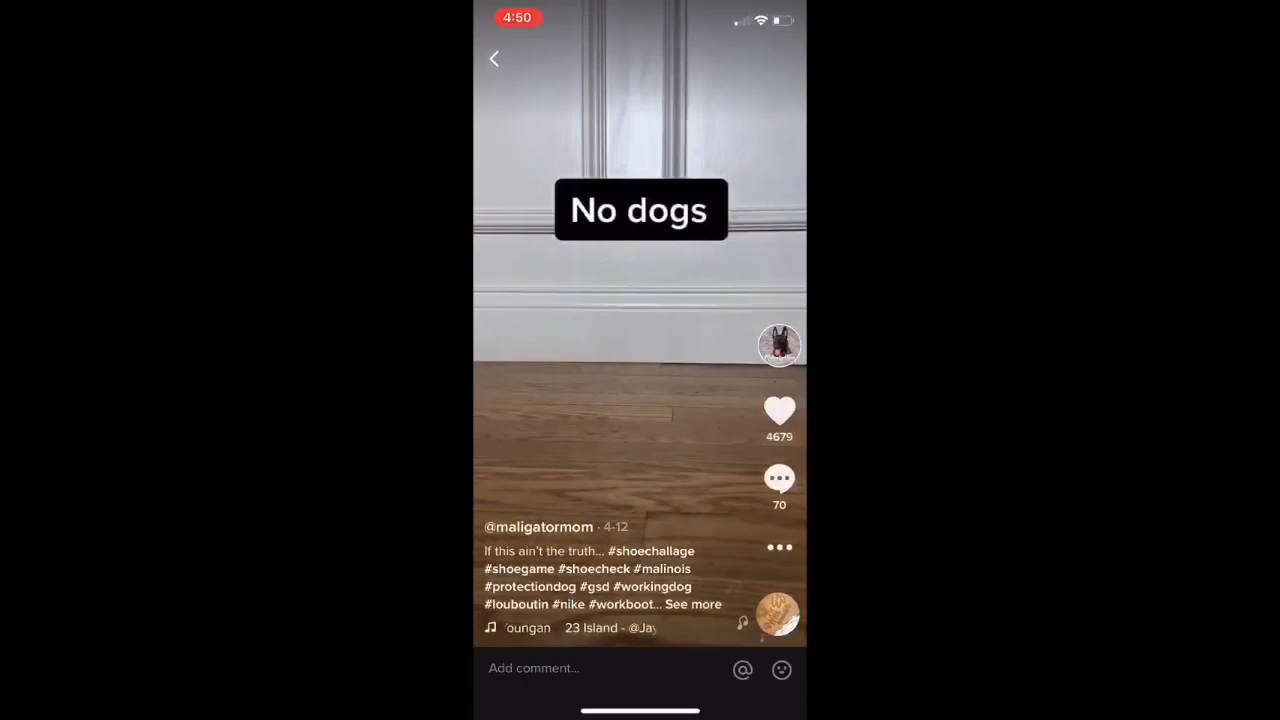 4:50
No dogs
4679
70
@maligatormom · 4-12
If this ain't the truth... #shoechallage
#shoegame #shoecheck #malinois
#protectiondog #gsd #workingdog
#louboutin #nike #workboot... See more
oungan 23 Island - @Jay
Add comment...